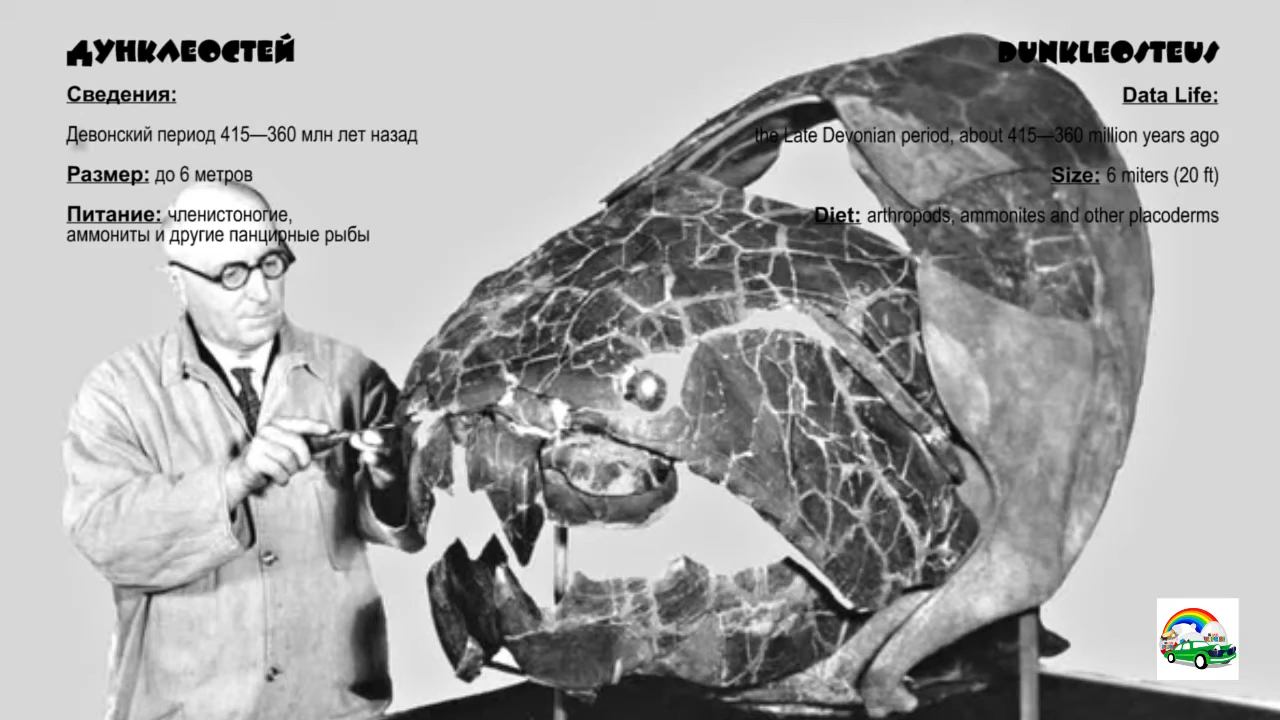 ДУНКЛЕОСТЕЙ
Сведения:
Девонский период 415—360 млн лет назад
Размер: до 6 метров
Питание: членистоногие,
аммониты и другие панцирные рыбы
DUNKLEOSTEUS
Data Life:
the Late Devonian period, about 415—360 million years ago
Size: 6 miters (20 ft)
Diet: arthropods, ammonites and other placoderms